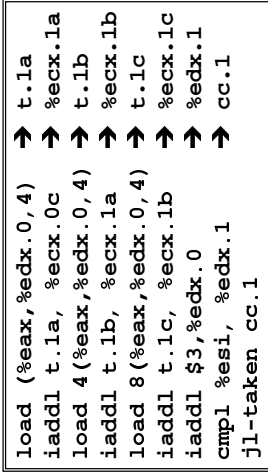 load (%eax,%edx.0,4) ➔ t.1a
iaddl t.1a, %ecx.0c ➔ %ecx.1a
load 4(%eax,%edx.0,4) ➔ t.1b
iaddl t.1b, %ecx.1a ➔ %ecx.1b
load 8(%eax,%edx.0,4) ➔ t.1c
iaddl t.1c, %ecx.1b ➔ %ecx.1c
iaddl $3,%edx.0 ➔ %edx.1
cmpl %esi, %edx.1 ➔ cc.1
jl-taken cc.1